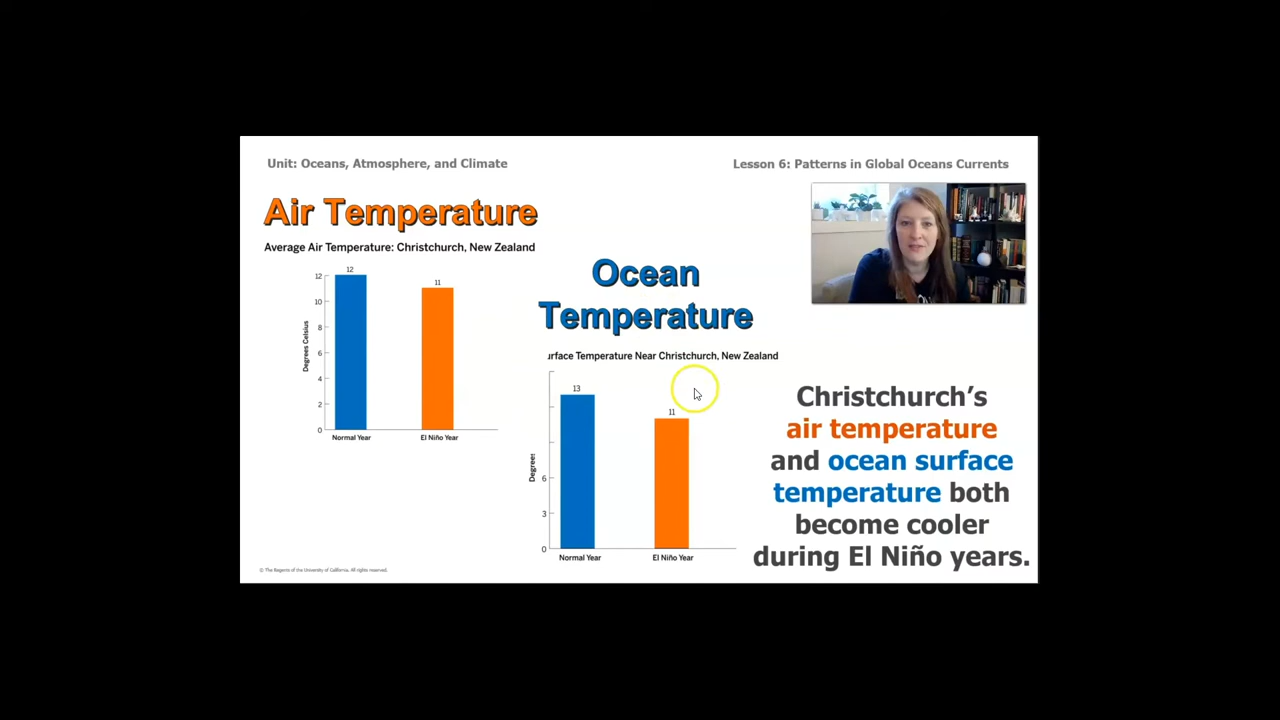 Unit: Oceans, Atmosphere, and Climate
Lesson 6: Patterns in Global Oceans Currents
Air Temperature
Average Air Temperature: Christchurch, New Zealand
12
11
12
10
8
6
4
2
0
Degrees Celsius
Normal Year
El Niño Year
Ocean
Temperature
urface Temperature Near Christchurch, New Zealand
13
11
6
3
0
Degrees
Normal Year
El Niño Year
Christchurch's
air temperature
and ocean surface
temperature both
become cooler
during El Niño years.
© The Regents of the University of California. All rights reserved.